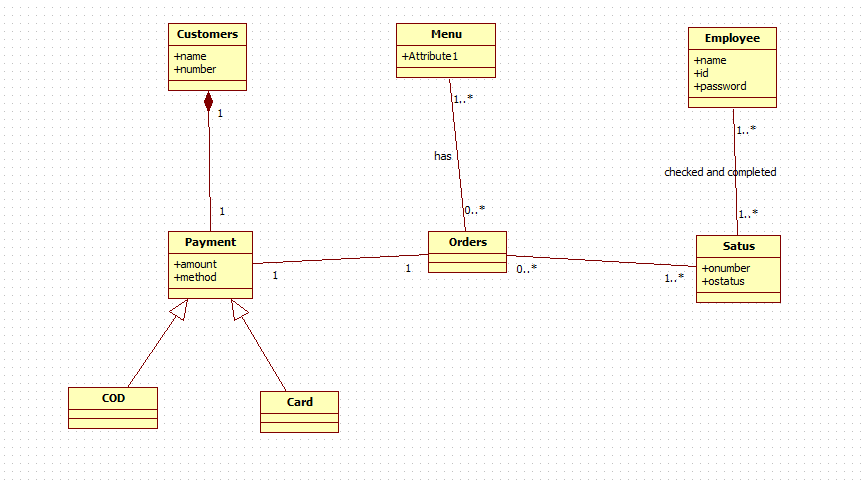 Customers
+name
+number
Menu
+Attribute1
Employee
+name
+id
+password
1
1..*
1..*
has
checked and completed
1
0..*
1..*
Payment
+amount
+method
Orders
Satus
+onumber
+ostatus
1
1
0..*
1..*
COD
Card